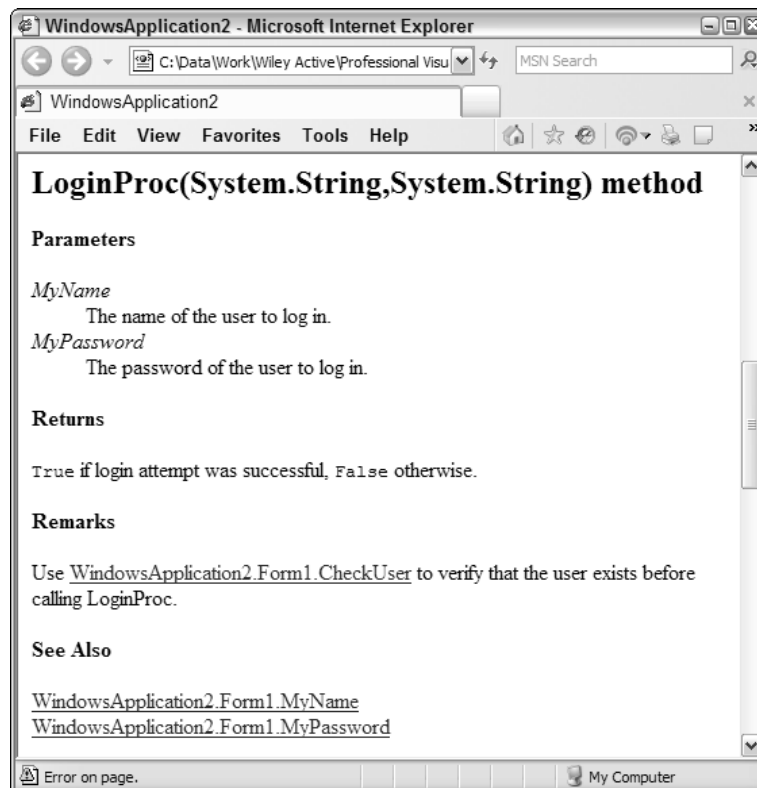 WindowsApplication2 - Microsoft Internet Explorer
C:\Data\Work\Wiley Active\Professional Visu
MSN Search
WindowsApplication2
File Edit View Favorites Tools Help
»
LoginProc(System.String,System.String) method
Parameters
MyName
The name of the user to log in.
MyPassword
The password of the user to log in.
Returns
True if login attempt was successful, False otherwise.
Remarks
Use WindowsApplication2.Form1.CheckUser to verify that the user exists before
calling LoginProc.
See Also
WindowsApplication2.Form1.MyName
WindowsApplication2.Form1.MyPassword
Error on page.
My Computer